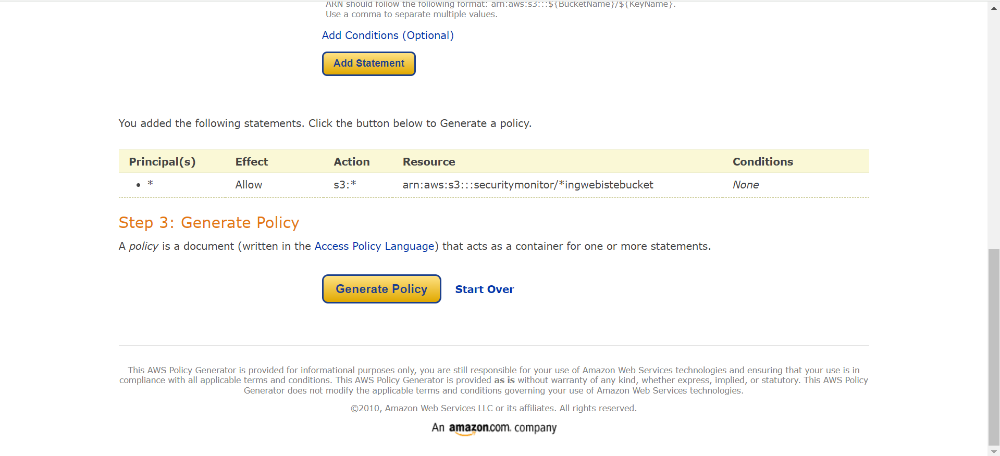 ARN should follow the following format: arn:aws:s3:::${BucketName}/${KeyName}.
Use a comma to separate multiple values.
Add Conditions (Optional)
Add Statement
You added the following statements. Click the button below to Generate a policy.
Principal(s) Effect Action Resource Conditions
• * Allow s3:* arn:aws:s3:::securitymonitor/*ingwebistebucket None
Step 3: Generate Policy
A policy is a document (written in the Access Policy Language) that acts as a container for one or more statements.
Generate Policy Start Over
This AWS Policy Generator is provided for informational purposes only, you are still responsible for your use of Amazon Web Services technologies and ensuring that your use is in
compliance with all applicable terms and conditions. This AWS Policy Generator is provided as is without warranty of any kind, whether express, implied, or statutory. This AWS Policy
Generator does not modify the applicable terms and conditions governing your use of Amazon Web Services technologies.
©2010, Amazon Web Services LLC or its affiliates. All rights reserved.
An amazon.com. company